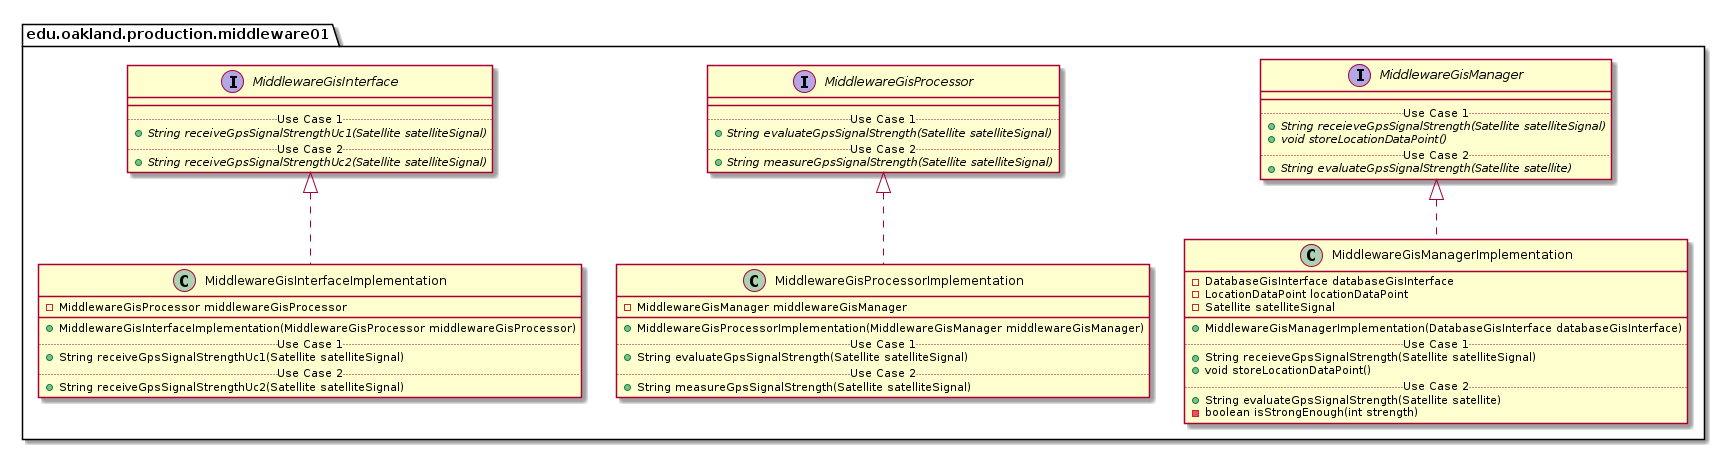 edu.oakland.production.middleware01
I MiddlewareGisInterface
Use Case 1
String receiveGpsSignalStrengthUc1(Satellite satelliteSignal)
Use Case 2
String receiveGpsSignalStrengthUc2(Satellite satelliteSignal)
I MiddlewareGisProcessor
Use Case 1
String evaluateGpsSignalStrength(Satellite satelliteSignal)
Use Case 2
String measureGpsSignalStrength(Satellite satelliteSignal)
I MiddlewareGisManager
Use Case 1
String receieveGpsSignalStrength(Satellite satelliteSignal)
void storeLocationDataPoint()
Use Case 2
String evaluateGpsSignalStrength(Satellite satellite)
C MiddlewareGisInterfaceImplementation
MiddlewareGisProcessor middlewareGisProcessor
MiddlewareGisInterfaceImplementation(MiddlewareGisProcessor middlewareGisProcessor)
Use Case 1
String receiveGpsSignalStrengthUc1(Satellite satelliteSignal)
Use Case 2
String receiveGpsSignalStrengthUc2(Satellite satelliteSignal)
C MiddlewareGisProcessorImplementation
MiddlewareGisManager middlewareGisManager
MiddlewareGisProcessorImplementation(MiddlewareGisManager middlewareGisManager)
Use Case 1
String evaluateGpsSignalStrength(Satellite satelliteSignal)
Use Case 2
String measureGpsSignalStrength(Satellite satelliteSignal)
C MiddlewareGisManagerImplementation
DatabaseGisInterface databaseGisInterface
LocationDataPoint locationDataPoint
Satellite satelliteSignal
MiddlewareGisManagerImplementation(DatabaseGisInterface databaseGisInterface)
Use Case 1
String receieveGpsSignalStrength(Satellite satelliteSignal)
void storeLocationDataPoint()
Use Case 2
String evaluateGpsSignalStrength(Satellite satellite)
boolean isStrongEnough(int strength)